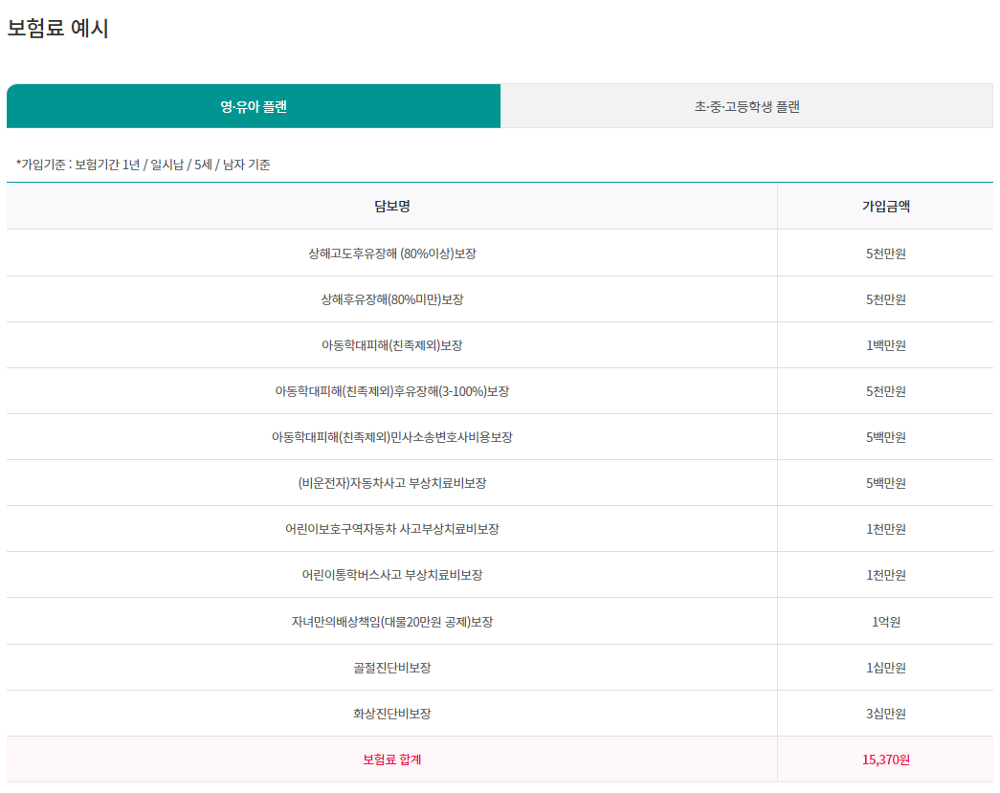 보험료 예시
영·유아 플랜 초·중·고등학생 플랜
*가입기준 : 보험기간 1년 / 일시납 / 5세 / 남자 기준
담보명 가입금액
상해고도후유장해 (80%이상)보장 5천만원
상해후유장해(80%미만)보장 5천만원
아동학대피해(친족제외)보장 1백만원
아동학대피해(친족제외)후유장해(3-100%)보장 5천만원
아동학대피해(친족제외)민사소송변호사비용보장 5백만원
(비운전자)자동차사고 부상치료비보장 5백만원
어린이보호구역자동차 사고부상치료비보장 1천만원
어린이통학버스사고 부상치료비보장 1천만원
자녀만의배상책임(대물20만원 공제)보장 1억원
골절진단비보장 1십만원
화상진단비보장 3십만원
보험료 합계 15,370원